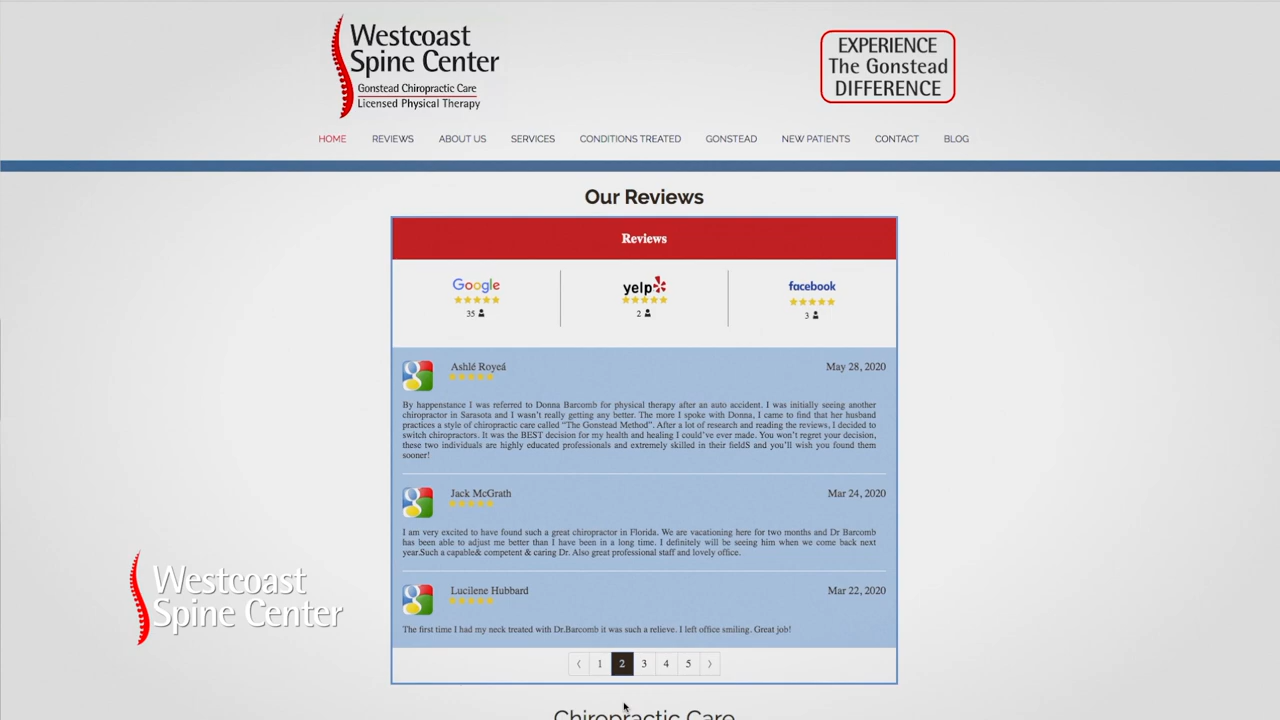 Westcoast
Spine Center
Gonstead Chiropractic Care
Licensed Physical Therapy
EXPERIENCE
The Gonstead
DIFFERENCE
HOME REVIEWS ABOUT US SERVICES CONDITIONS TREATED GONSTEAD NEW PATIENTS CONTACT BLOG
Our Reviews
Reviews
Google yelp facebook
35 2 3
Ashlé Royeá May 28, 2020
By happenstance I was referred to Donna Barcomb for physical therapy after an auto accident. I was initially seeing another
chiropractor in Sarasota and I wasn't really getting any better. The more I spoke with Donna, I came to find that her husband
practices a style of chiropractic care called “The Gonstead Method”. After a lot of research and reading the reviews, I decided to
switch chiropractors. It was the BEST decision for my health and healing I could've ever made. You won't regret your decision,
these two individuals are highly educated professionals and extremely skilled in their fieldS and you'll wish you found them
sooner!
Jack McGrath Mar 24, 2020
I am very excited to have found such a great chiropractor in Florida. We are vacationing here for two months and Dr Barcomb
has been able to adjust me better than I have been in a long time. I definitely will be seeing him when we come back next
year.Such a capable& competent & caring Dr. Also great professional staff and lovely office.
Lucilene Hubbard Mar 22, 2020
The first time I had my neck treated with Dr.Barcomb it was such a relieve. I left office smiling. Great job!
〈 1 2 3 4 5 〉
Westcoast
Spine Center
Chiropractic Care